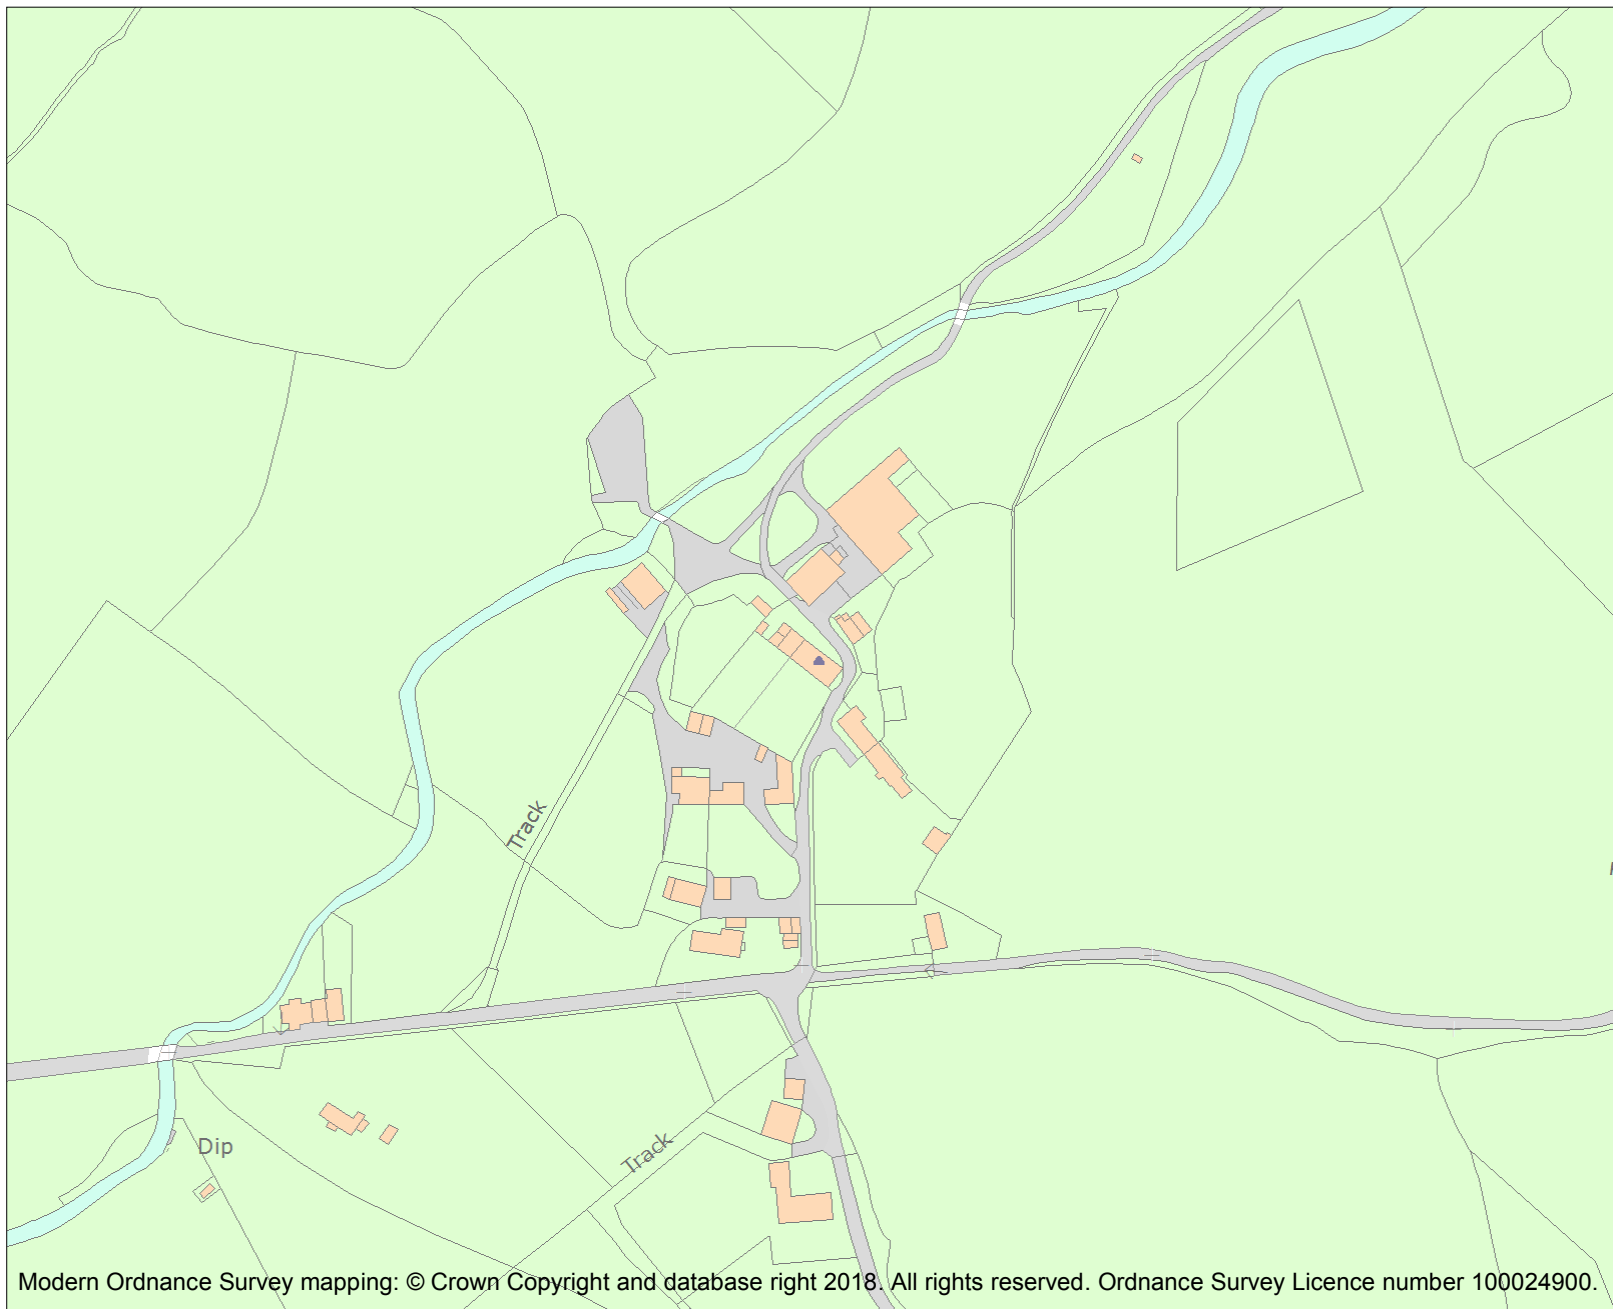 Track
Dip
Track
Modern Ordnance Survey mapping: © Crown Copyright and database right 2018. All rights reserved. Ordnance Survey Licence number 100024900.